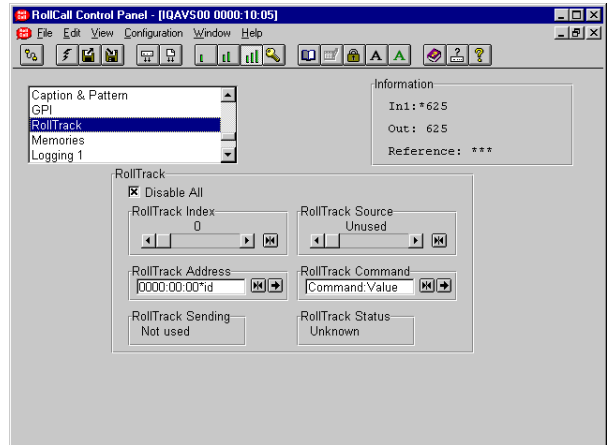 RollCall Control Panel - [IQAVS00 0000:10:05]
File Edit View Configuration Window Help
A A
Caption & Pattern
GPI
RollTrack
Memories
Logging 1
Information
In1:*625
Out: 625
Reference: ***
RollTrack
Disable All
RollTrack Index
0
RollTrack Source
Unused
RollTrack Address
0000:00:00*id
RollTrack Command
Command:Value
RollTrack Sending
Not used
RollTrack Status
Unknown